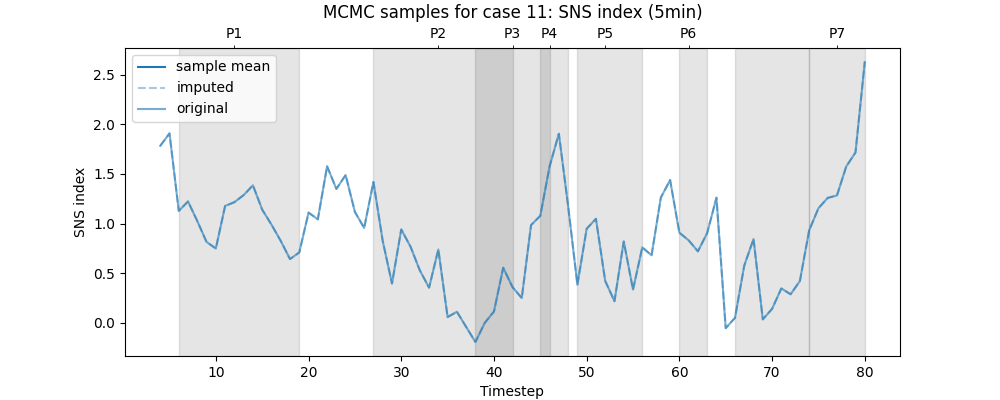 MCMC samples for case 11: SNS index (5min)
P1 P2 P3 P4 P5 P6 P7
sample mean
imputed
original
2.5
2.0
1.5
1.0
0.5
0.0
SNS index
10 20 30 40 50 60 70 80
Timestep